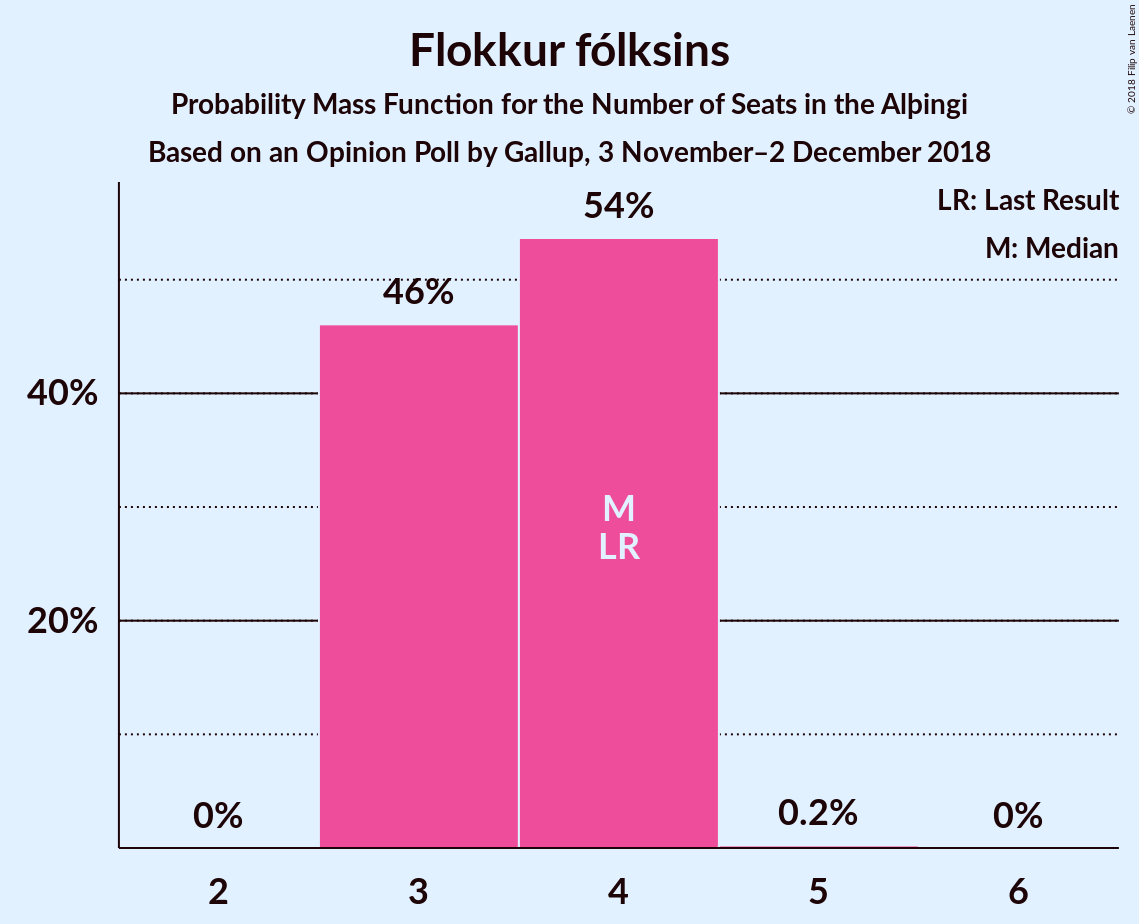 Flokkur fólksins
Probability Mass Function for the Number of Seats in the Alþingi
Based on an Opinion Poll by Gallup, 3 November–2 December 2018
© 2018 Filip van Laenen
LR: Last Result
M: Median
54%
46%
40%
M
LR
20%
0%
0.2%
0%
2
3
4
5
6